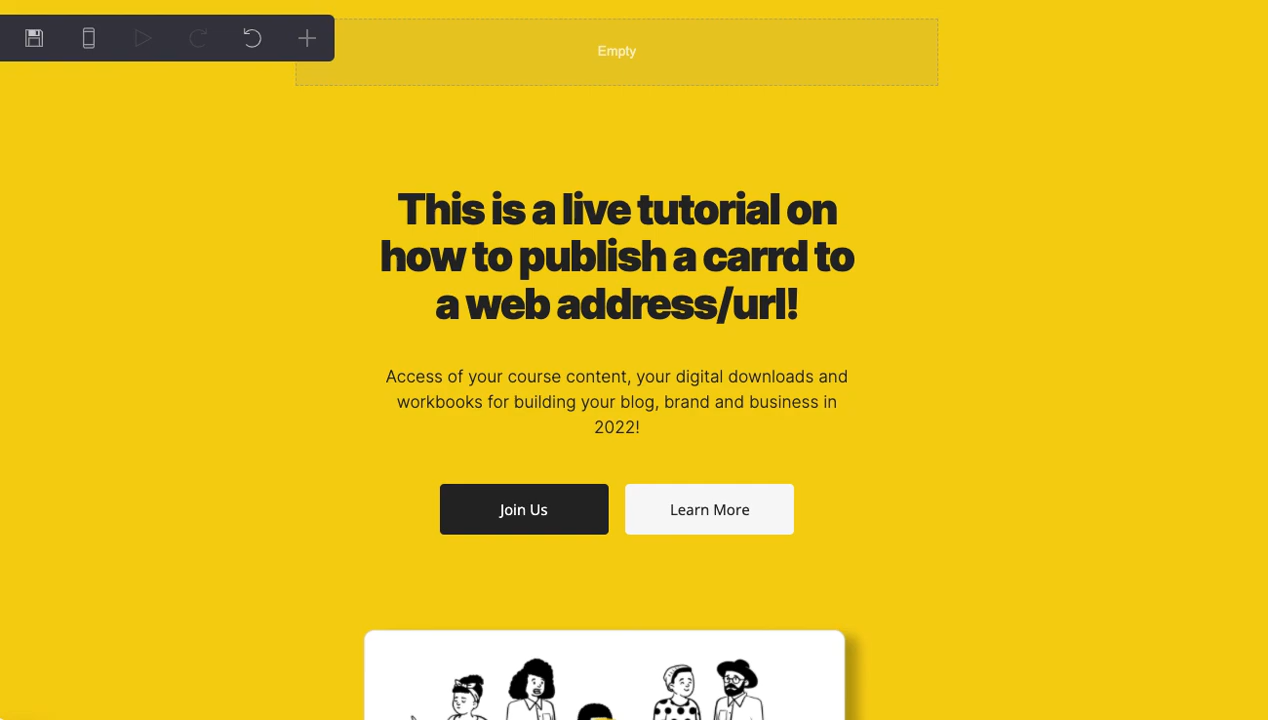 Empty
This is a live tutorial on
how to publish a carrd to
a web address/url!
Access of your course content, your digital downloads and
workbooks for building your blog, brand and business in
2022!
Join Us
Learn More